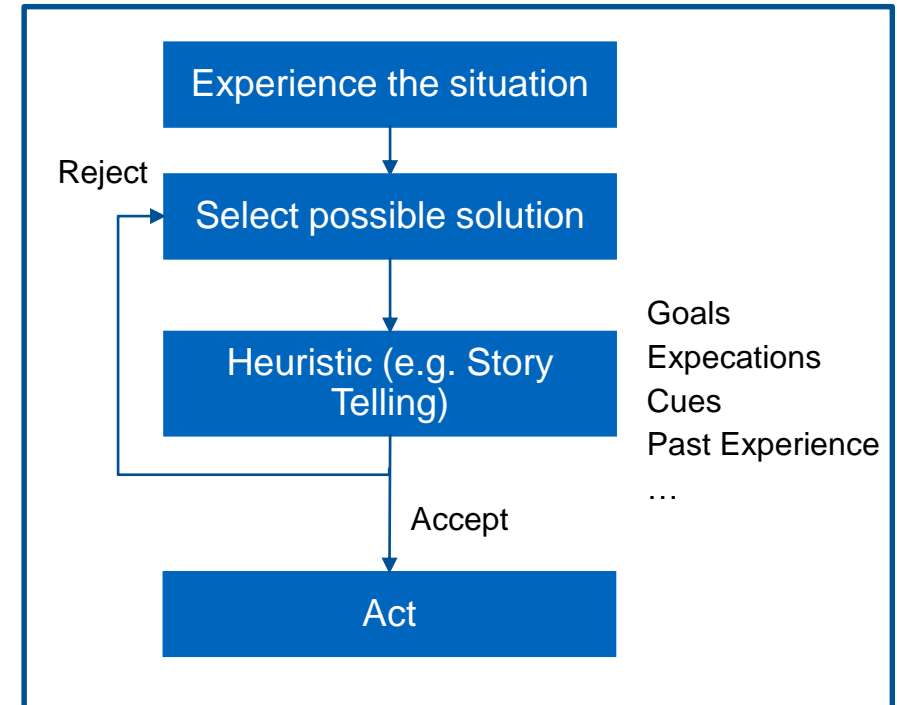 Experience the situation
Reject
Select possible solution
Heuristic (e.g. Story
Telling)
Goals
Expecations
Cues
Past Experience
…
Accept
Act